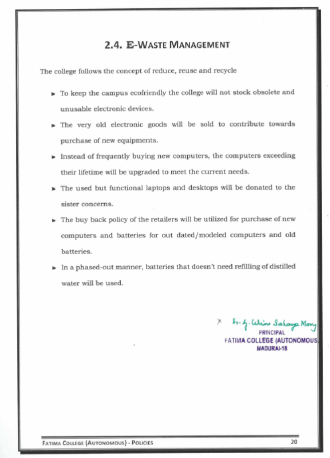 2.4. E-WASTE MANAGEMENT
The college follows the concept of reduce, reuse and recycle
► To keep the campus ecofriendly the college will not stock obsolete and
unusable electronic devices.
► The very old electronic goods will be sold to contribute towards
purchase of new equipments.
► Instead of frequently buying new computers, the computers exceeding
their lifetime will be upgraded to meet the current needs.
► The used but functional laptops and desktops will be donated to the
sister concerns.
► The buy back policy of the retailers will be utilized for purchase of new
computers and batteries for out dated/modeled computers and old
batteries.
► In a phased-out manner, batteries that doesn't need refilling of distilled
water will be used.
PRINCIPAL
FATIMA COLLEGE (AUTONOMOUS)
MADURAI-18
FATIMA COLLEGE (AUTONOMOUS) - POLICIES 20